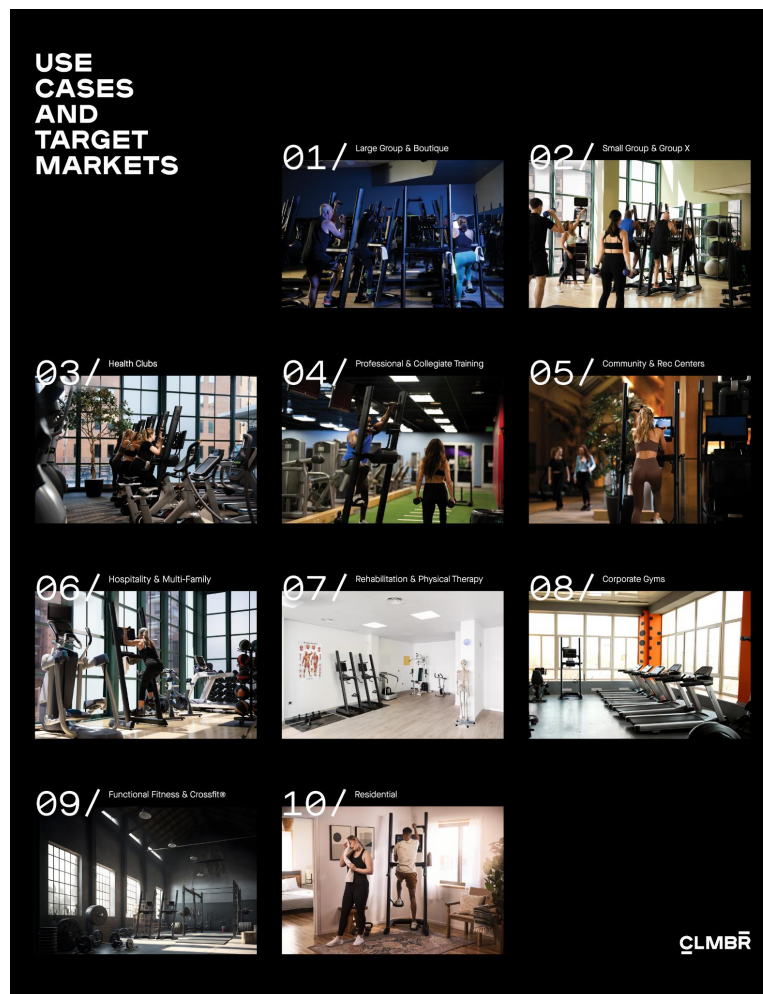 USE
CASES
AND
TARGET
MARKETS
01/ Large Group & Boutique
02/ Small Group & Group X
03/ Health Clubs
04/ Professional & Collegiate Training
05/ Community & Rec Centers
06/ Hospitality & Multi-Family
07/ Rehabilitation & Physical Therapy
08/ Corporate Gyms
09/ Functional Fitness & Crossfit®
10/ Residential
CLMBR